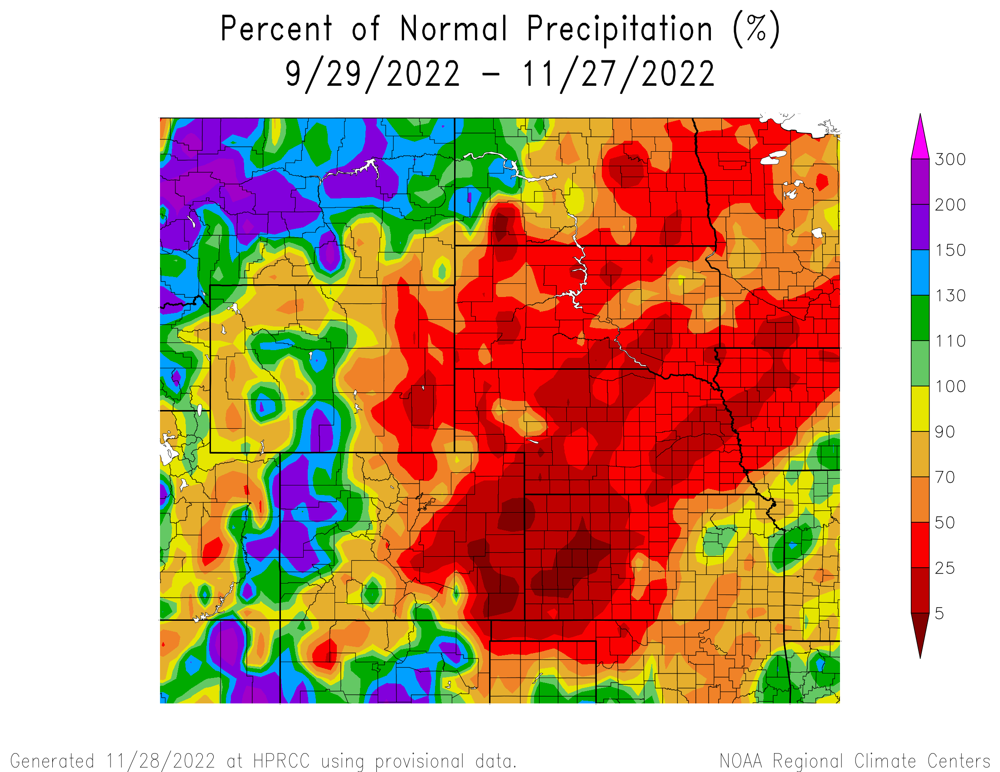 Percent of Normal Precipitation (%)
9/29/2022 – 11/27/2022
300
200
150
130
110
100
90
70
50
25
5
Generated 11/28/2022 at HPRCC using provisional data.
NOAA Regional Climate Centers